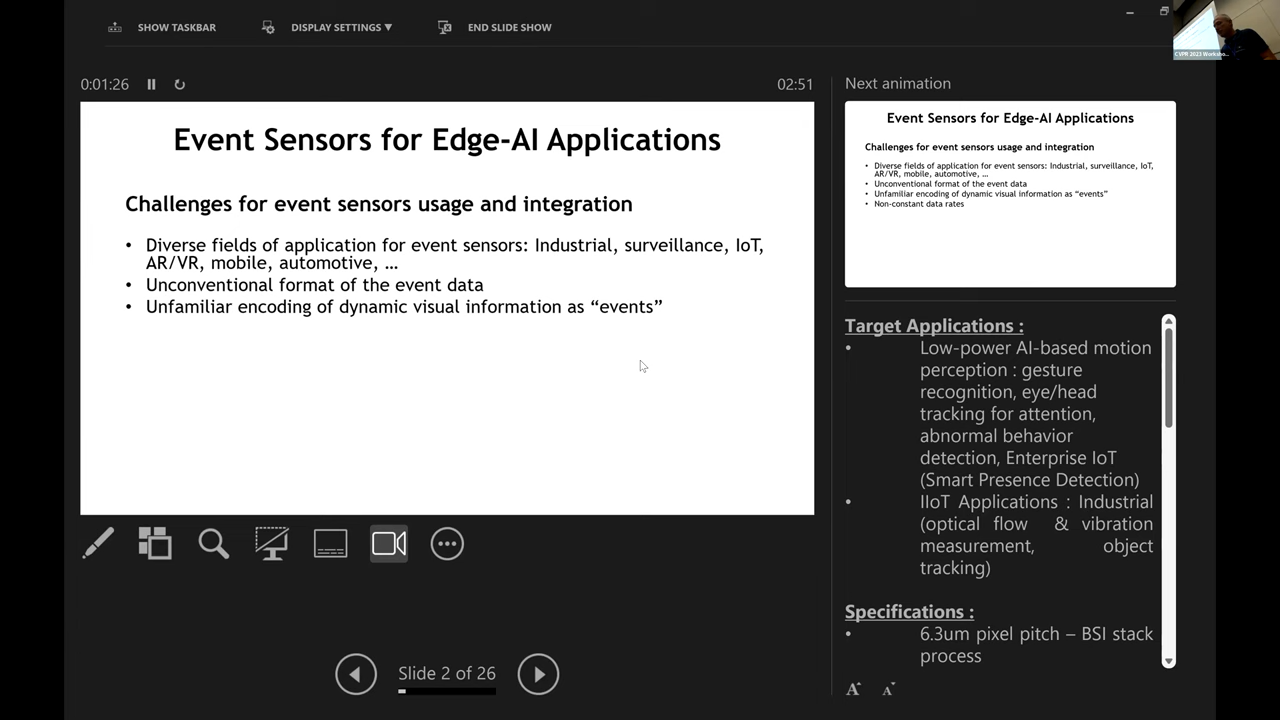 SHOW TASKBAR
DISPLAY SETTINGS ▼
END SLIDE SHOW
CVPR 2023 Worksho...
0:01:26
02:51
Event Sensors for Edge-AI Applications
Challenges for event sensors usage and integration
• Diverse fields of application for event sensors: Industrial, surveillance, IoT,
AR/VR, mobile, automotive, …
• Unconventional format of the event data
• Unfamiliar encoding of dynamic visual information as “events”
Slide 2 of 26
Next animation
Event Sensors for Edge-AI Applications
Challenges for event sensors usage and integration
• Diverse fields of application for event sensors: Industrial, surveillance, IoT,
AR/VR, mobile, automotive, …
• Unconventional format of the event data
• Unfamiliar encoding of dynamic visual information as “events”
• Non-constant data rates
Target Applications :
• Low-power AI-based motion
perception : gesture
recognition, eye/head
tracking for attention,
abnormal behavior
detection, Enterprise IoT
(Smart Presence Detection)
• IIoT Applications : Industrial
(optical flow & vibration
measurement, object
tracking)
Specifications :
• 6.3um pixel pitch – BSI stack
process
A A